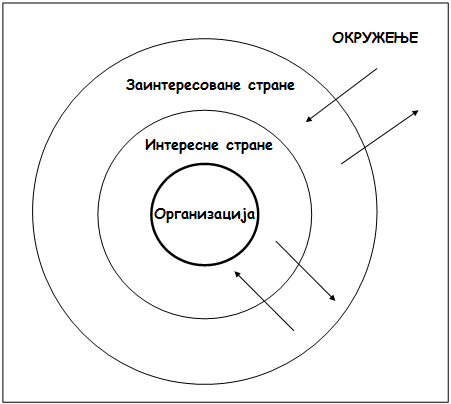 ОКРУЖЕЊЕ
Заинтересоване стране
Интересне стране
Организација